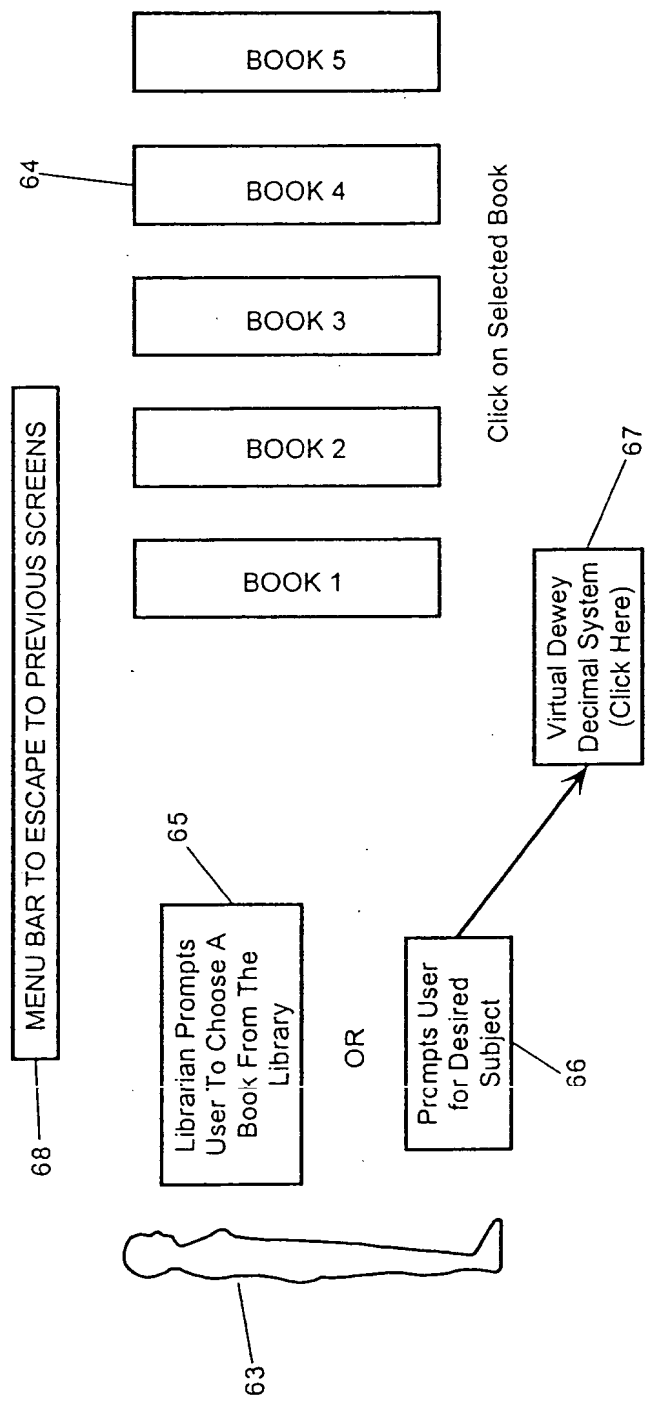 68
MENU BAR TO ESCAPE TO PREVIOUS SCREENS
64
63
65
Librarian Prompts
User To Choose A
Book From The
Library
OR
Prompts User
for Desired
Subject
66
Virtual Dewey
Decimal System
(Click Here)
67
BOOK 1
BOOK 2
BOOK 3
BOOK 4
BOOK 5
Click on Selected Book